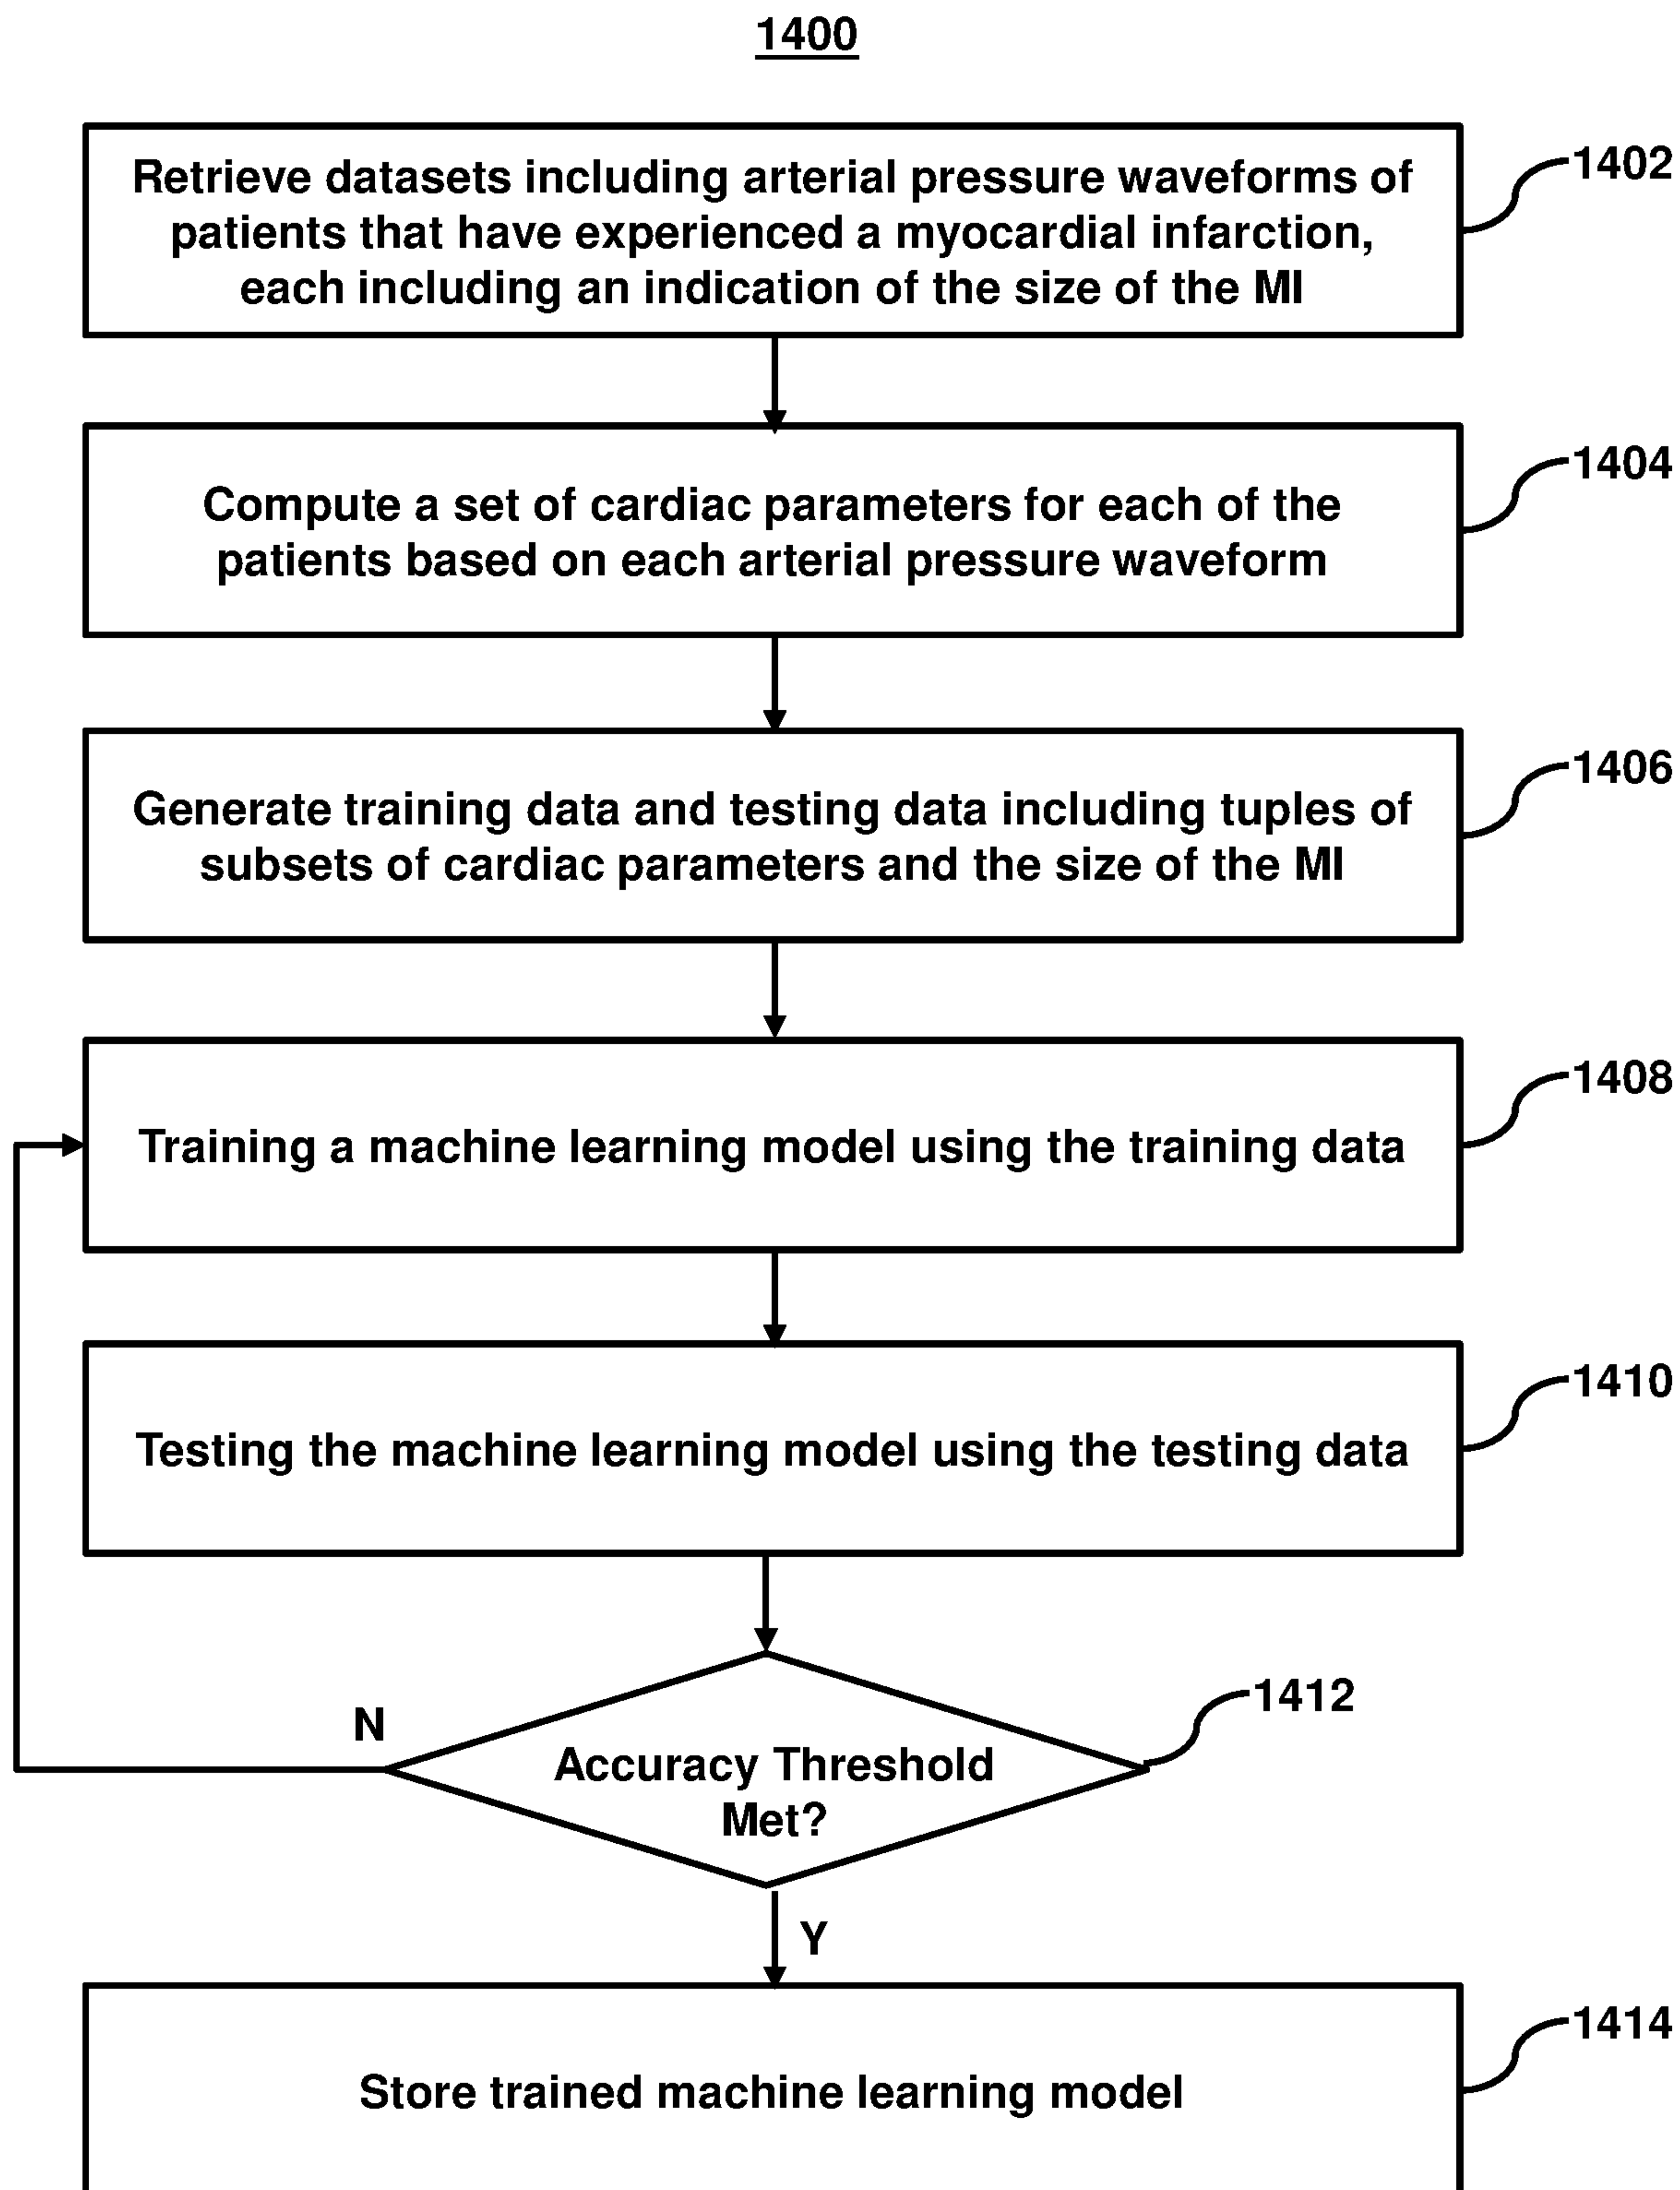 1400
Retrieve datasets including arterial pressure waveforms of
patients that have experienced a myocardial infarction,
each including an indication of the size of the MI
1402
Compute a set of cardiac parameters for each of the
patients based on each arterial pressure waveform
1404
Generate training data and testing data including tuples of
subsets of cardiac parameters and the size of the MI
1406
Training a machine learning model using the training data
1408
Testing the machine learning model using the testing data
1410
N
Accuracy Threshold
Met?
1412
Y
Store trained machine learning model
1414